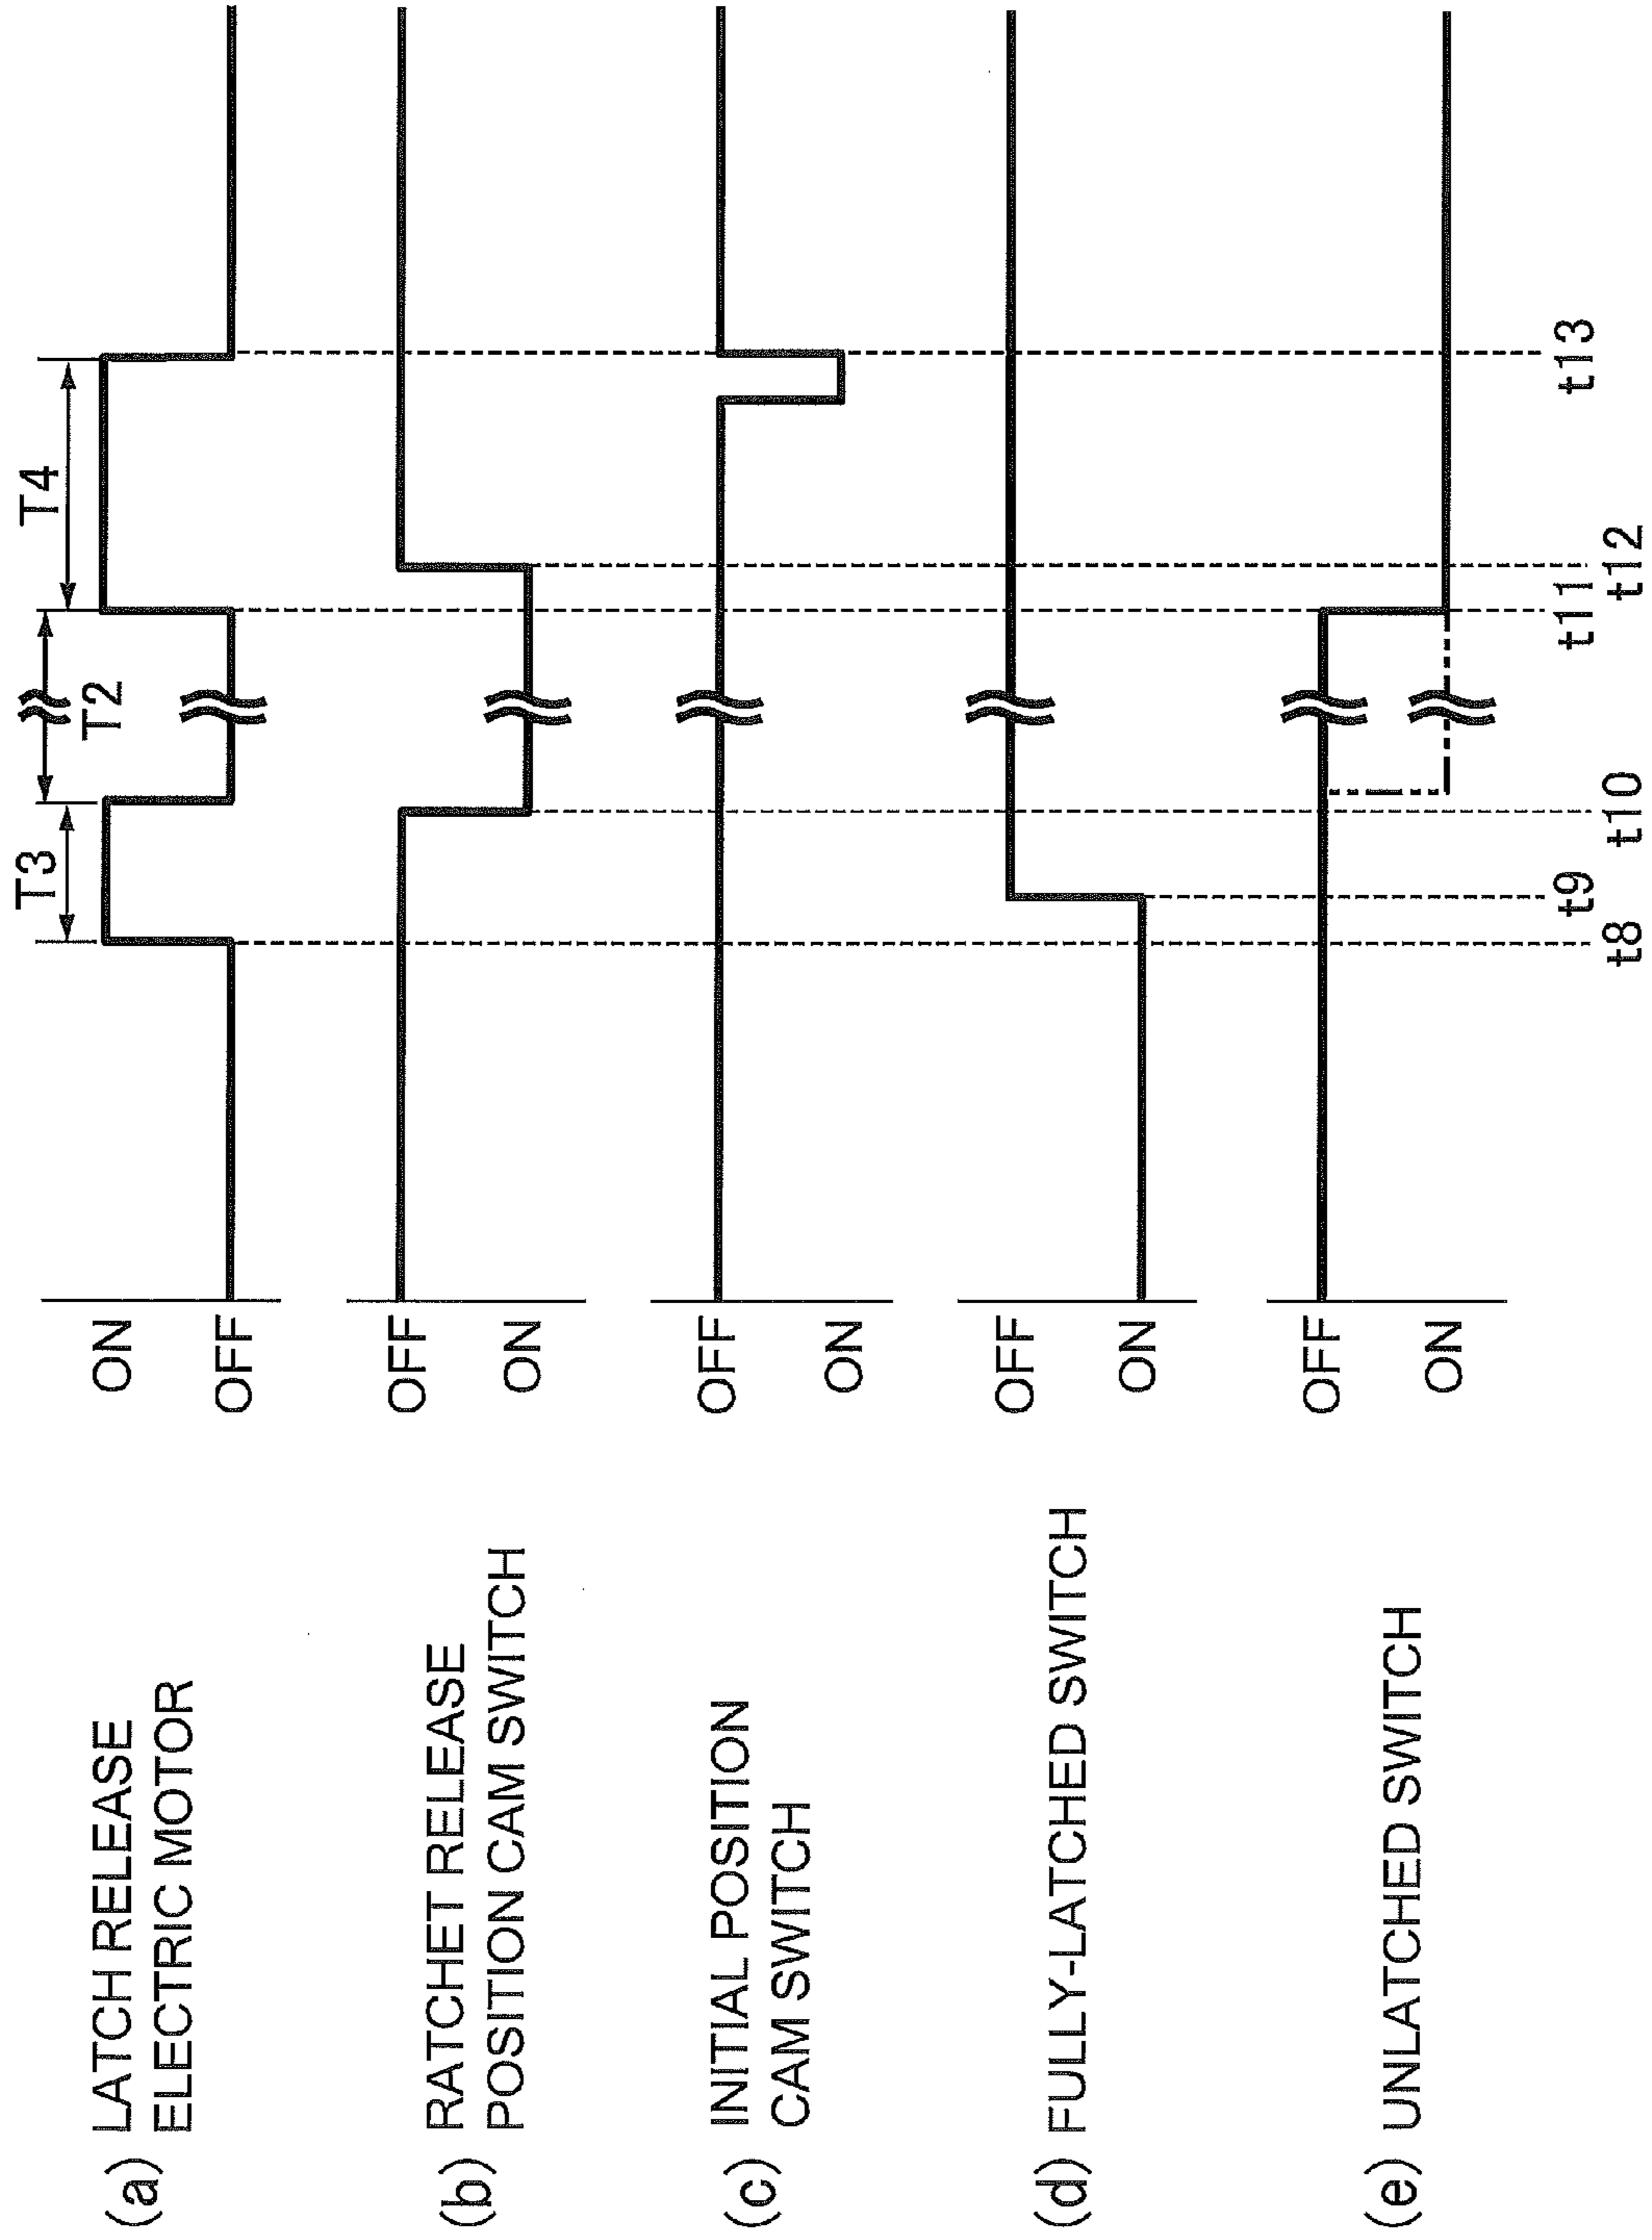 T3
T2
T4
(a) LATCH RELEASE
ELECTRIC MOTOR
ON
OFF
(b) RATCHET RELEASE
POSITION CAM SWITCH
OFF
ON
(c) INITIAL POSITION
CAM SWITCH
OFF
ON
(d) FULLY-LATCHED SWITCH
OFF
ON
(e) UNLATCHED SWITCH
OFF
ON
t8
t9
t10
t11
t12
t13